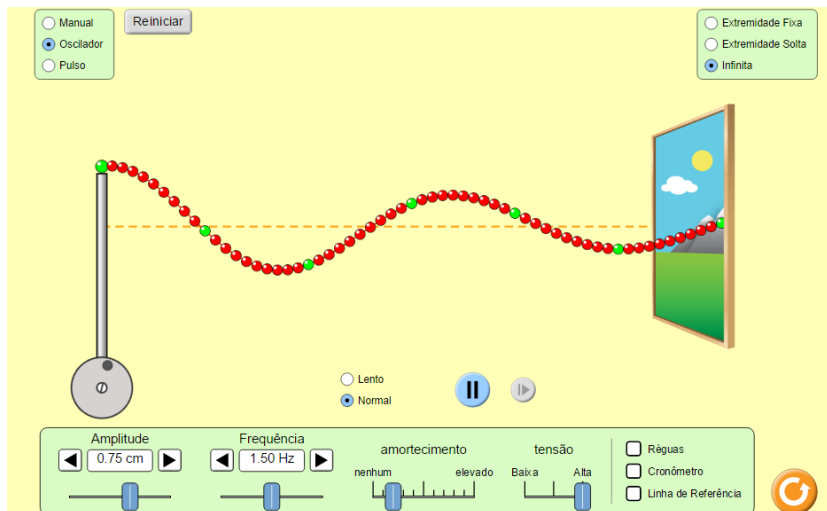 Manual
Oscilador
Pulso
Reiniciar
Extremidade Fixa
Extremidade Solta
Infinita
Lento
Normal
Amplitude
0.75 cm
Frequência
1.50 Hz
amortecimento
nenhum elevado
tensão
Baixa Alta
Réguas
Cronômetro
Linha de Referência